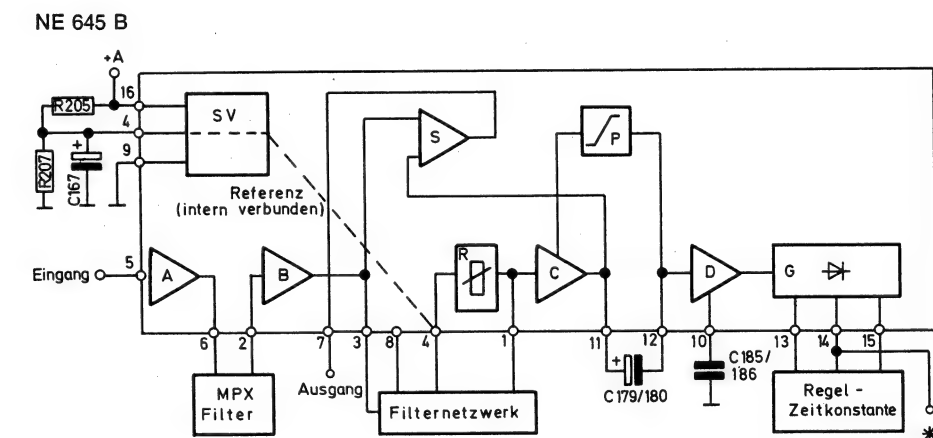 NE 645 B
+A
16
R205
SV
4
9
R207
+
C167
S
P
Referenz
(intern verbunden)
Eingang
5
A
B
R
C
D
G
6
2
7
3
8
4
1
11
12
10
13
14
15
MPX
Filter
Ausgang
Filternetzwerk
+
C179/180
C185/
186
Regel -
Zeitkonstante
*